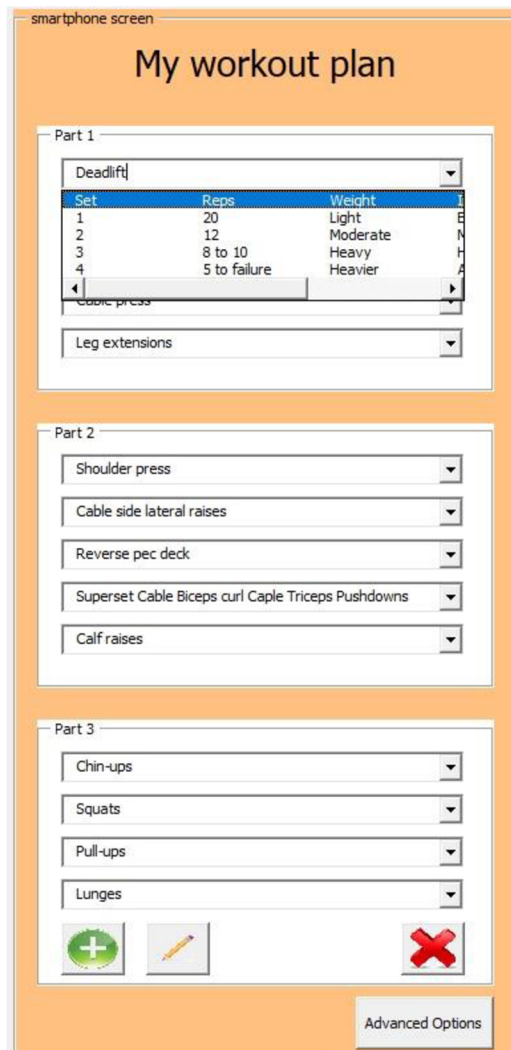 smartphone screen
My workout plan
Part 1
Deadlift
Set Reps Weight
1 20 Light
2 12 Moderate
3 8 to 10 Heavy
4 5 to failure Heavier
Cable press
Leg extensions
Part 2
Shoulder press
Cable side lateral raises
Reverse pec deck
Superset Cable Biceps curl Caple Triceps Pushdowns
Calf raises
Part 3
Chin-ups
Squats
Pull-ups
Lunges
Advanced Options